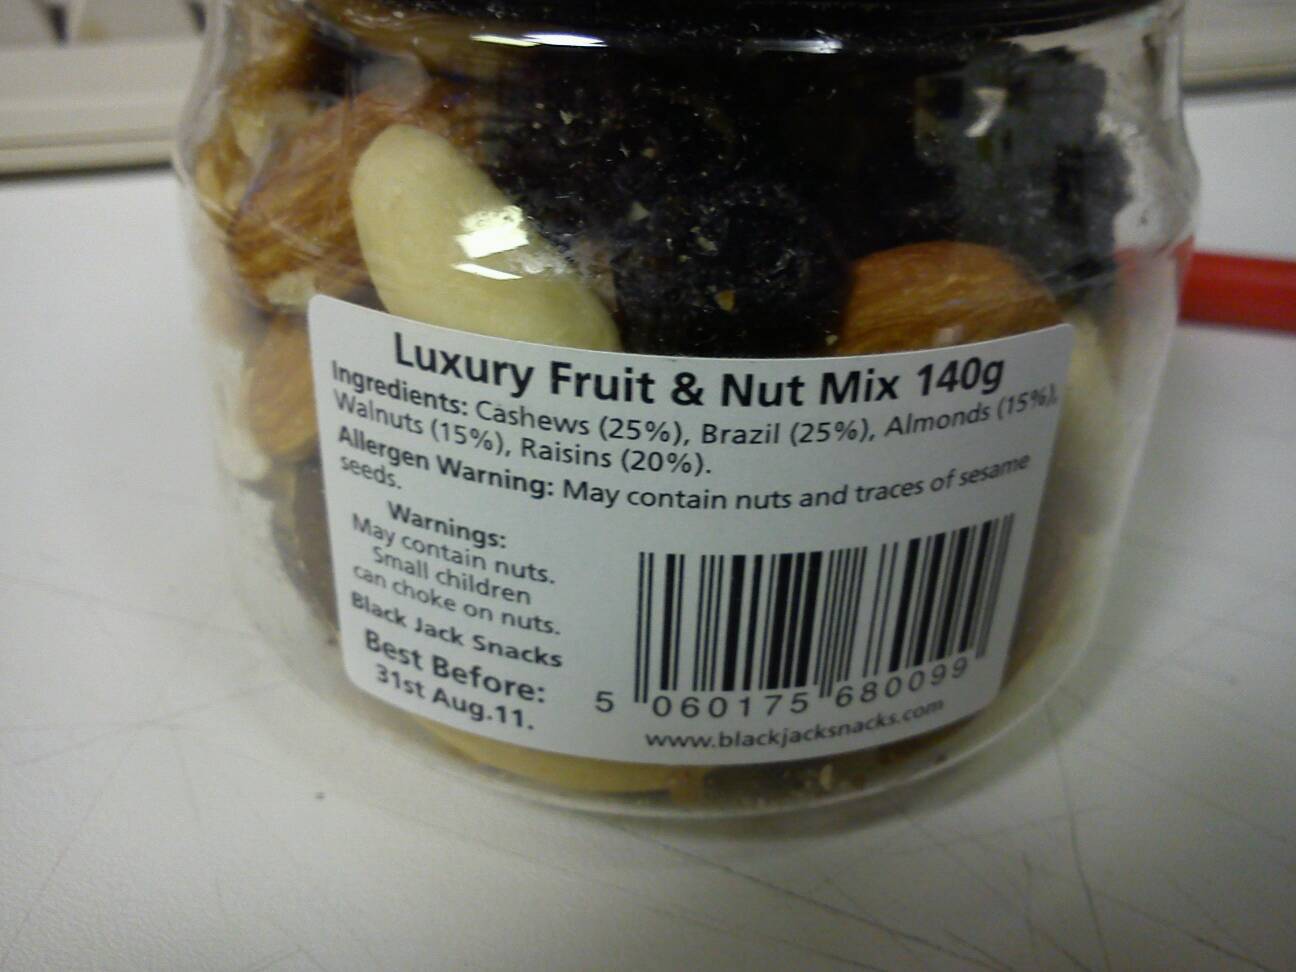 Luxury Fruit & Nut Mix 140g
Ingredients: Cashews (25%), Brazil (25%), Almonds (15%),
Walnuts (15%), Raisins (20%).
Allergen Warning: May contain nuts and traces of sesame
seeds.
Warnings:
May contain nuts.
Small children
can choke on nuts.
Black Jack Snacks
Best Before:
31st Aug.11.
5 060175 680099
www.blackjacksnacks.com